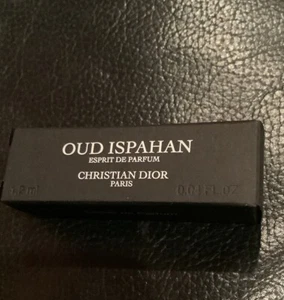 OUD ISPAHAN
ESPRIT DE PARFUM
CHRISTIAN DIOR
PARIS